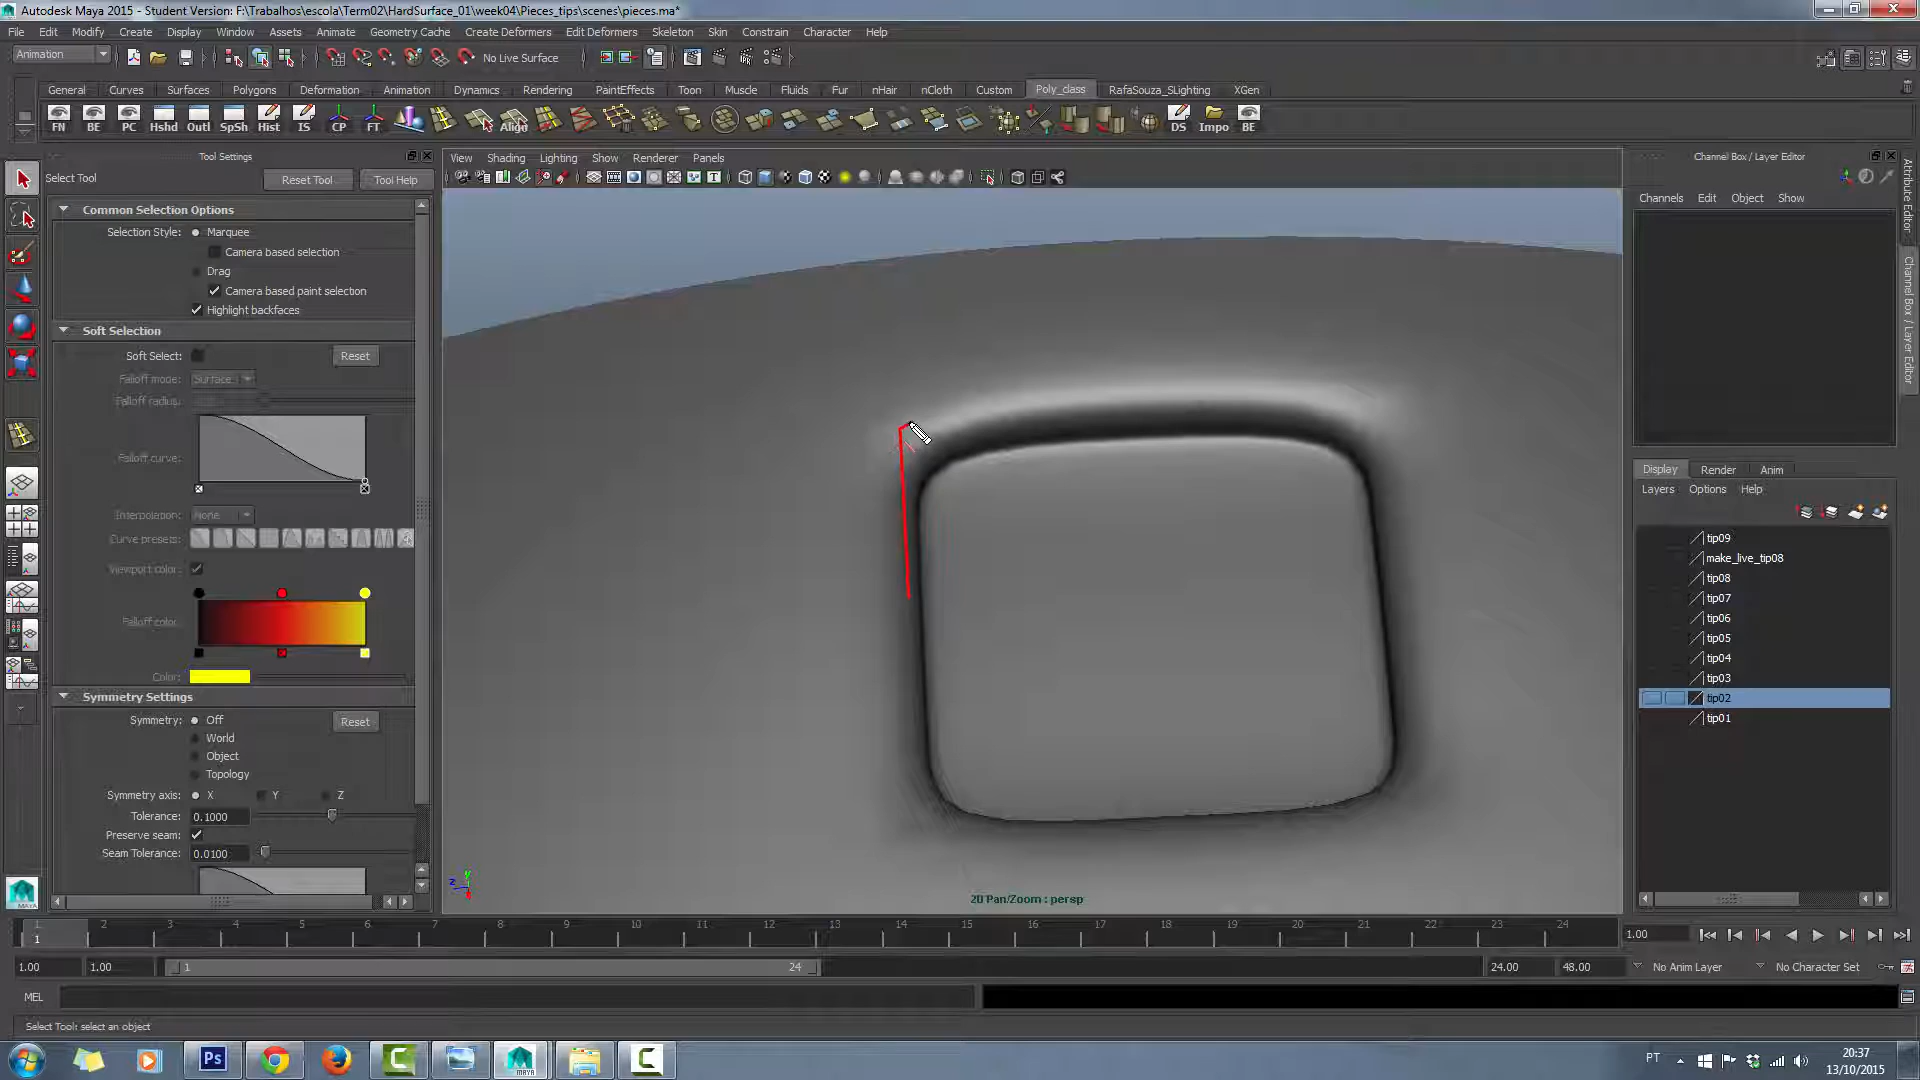 Autodesk Maya 2015 - Student Version: F:\Trabalhos\escola\Term02\HardSurface_01\week04\Pieces_tips\scenes\pieces.ma*
File Edit Modify Create Display Window Assets Animate Geometry Cache Create Deformers Edit Deformers Skeleton Skin Constrain Character Help
Animation
No Live Surface
General Curves Surfaces Polygons Deformation Animation Dynamics Rendering PaintEffects Toon Muscle Fluids Fur nHair nCloth Custom Poly_class RafaSouza_SLighting XGen
FN BE PC Hshd Outl SpSh Hist IS CP FT Align DS Impo BE
Tool Settings
Select Tool
Reset Tool
Tool Help
Common Selection Options
Selection Style: Marquee
Camera based selection
Drag
Camera based paint selection
Highlight backfaces
Soft Selection
Soft Select:
Reset
Falloff mode: Surface
Falloff radius:
Falloff curve:
Interpolation: None
Curve presets:
Viewport color:
Falloff color:
Color:
Symmetry Settings
Symmetry: Off
Reset
World
Object
Topology
Symmetry axis: X Y Z
Tolerance: 0.1000
Preserve seam:
Seam Tolerance: 0.0100
View Shading Lighting Show Renderer Panels
2D Pan/Zoom : persp
Channel Box / Layer Editor
Channels Edit Object Show
Attribute Editor
Channel Box / Layer Editor
Display Render Anim
Layers Options Help
tip09
make_live_tip08
tip08
tip07
tip06
tip05
tip04
tip03
tip02
tip01
1 2 3 4 5 6 7 8 9 10 11 12 13 14 15 16 17 18 19 20 21 22 23 24
1
1.00
1.00 1.00 1 24 24.00 48.00 No Anim Layer No Character Set
MEL
Select Tool: select an object
Ps
MAYA
PT
20:37
13/10/2015